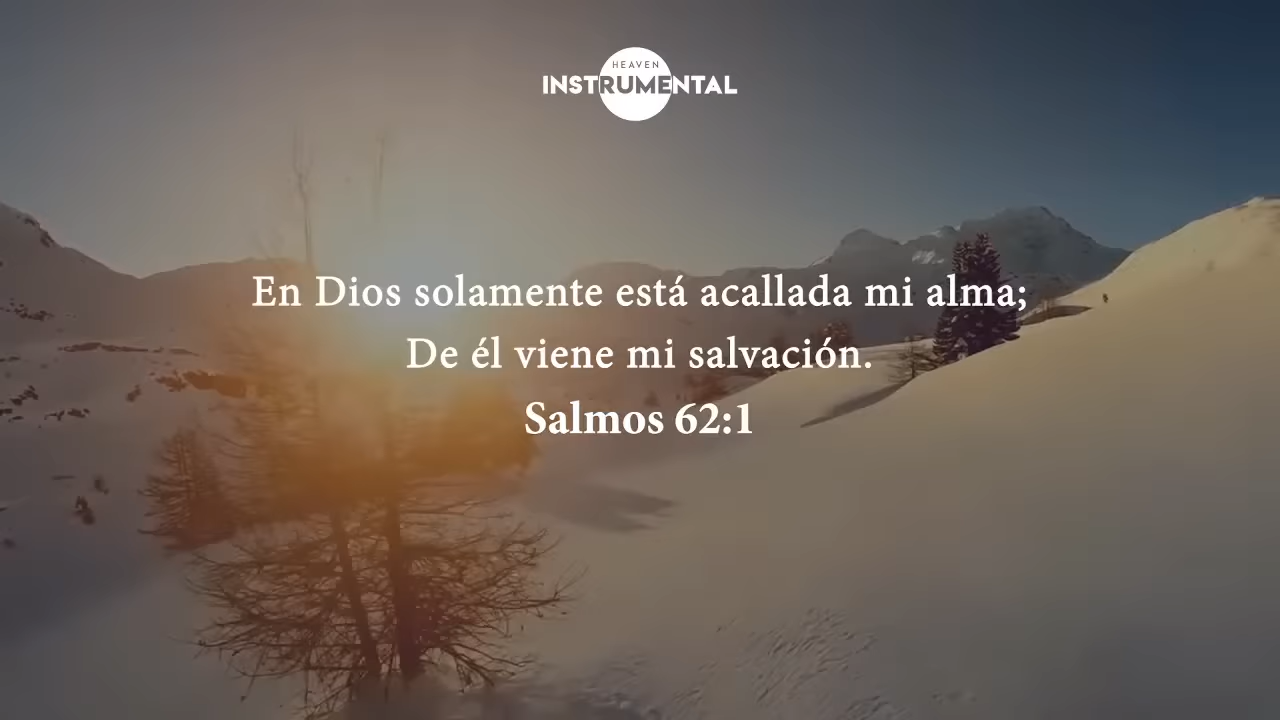 HEAVEN
INSTRUMENTAL
En Dios solamente está acallada mi alma;
De él viene mi salvación.
Salmos 62:1